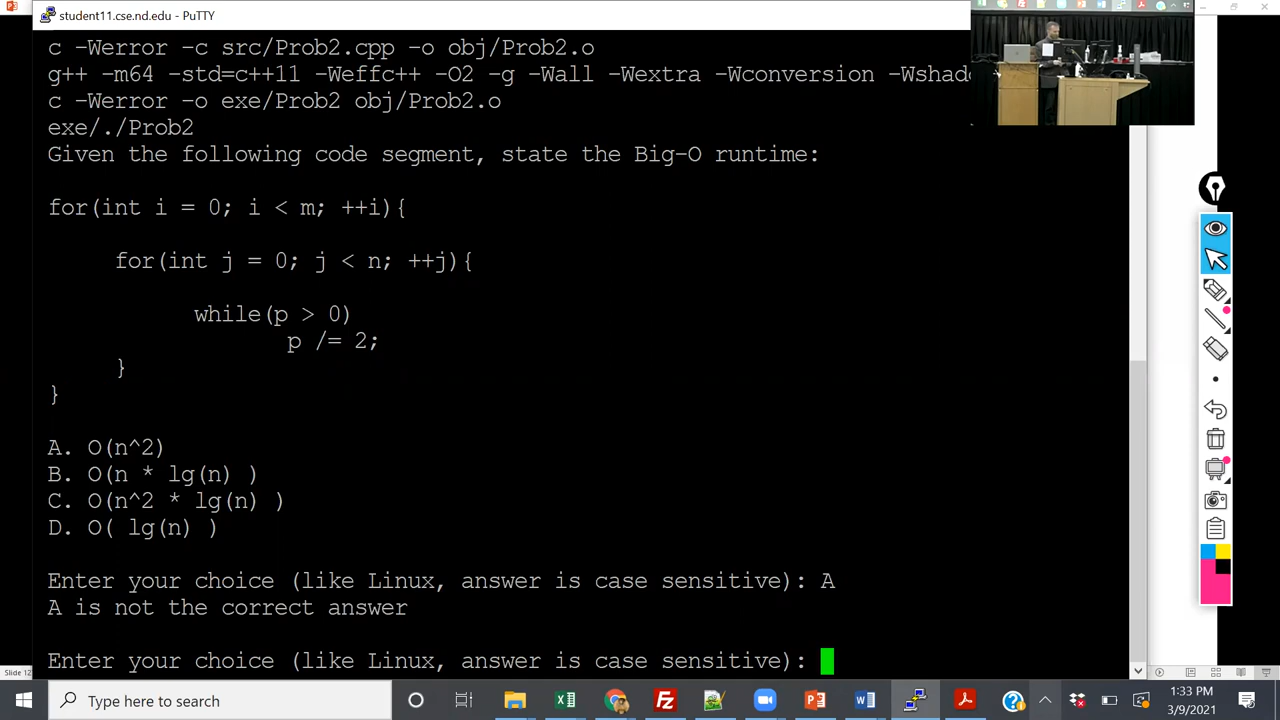 student11.cse.nd.edu - PuTTY
c -Werror -c src/Prob2.cpp -o obj/Prob2.o
g++ -m64 -std=c++11 -Weffc++ -O2 -g -Wall -Wextra -Wconversion -Wshado
c -Werror -o exe/Prob2 obj/Prob2.o
exe/./Prob2
Given the following code segment, state the Big-O runtime:
for(int i = 0; i < m; ++i){
for(int j = 0; j < n; ++j){
while(p > 0)
p /= 2;
}
}
A. O(n^2)
B. O(n * lg(n) )
C. O(n^2 * lg(n) )
D. O( lg(n) )
Enter your choice (like Linux, answer is case sensitive): A
A is not the correct answer
Enter your choice (like Linux, answer is case sensitive):
Slide 12
Type here to search
1:33 PM
3/9/2021